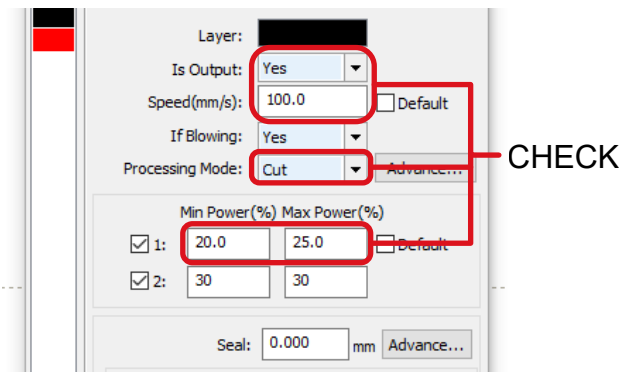 Layer:
Is Output: Yes
Speed(mm/s): 100.0 Default
If Blowing: Yes
Processing Mode: Cut Advance...
CHECK
Min Power(%) Max Power(%)
1: 20.0 25.0 Default
2: 30 30
Seal: 0.000 mm Advance...